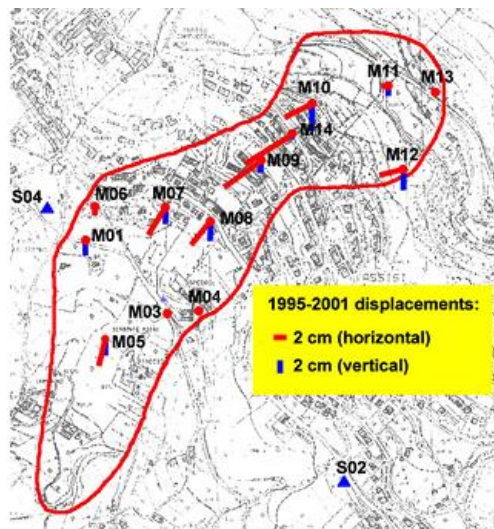 M11
M13
M10
M14
M12
M09
S04
M06
M07
M08
M01
ASSISI
1995-2001 displacements:
M03
M04
2 cm (horizontal)
M05
2 cm (vertical)
S02